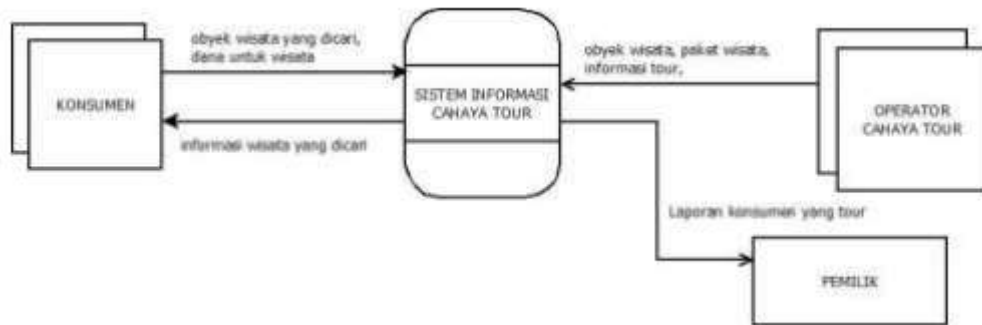 obyek wisata yang dicari,
dana untuk wisata
KONSUMEN
informasi wisata yang dicari
SISTEM INFORMASI
CAHAYA TOUR
obyek wisata, paket wisata,
informasi tour,
OPERATOR
CAHAYA TOUR
Laporan konsumen yang tour
PEMILIK